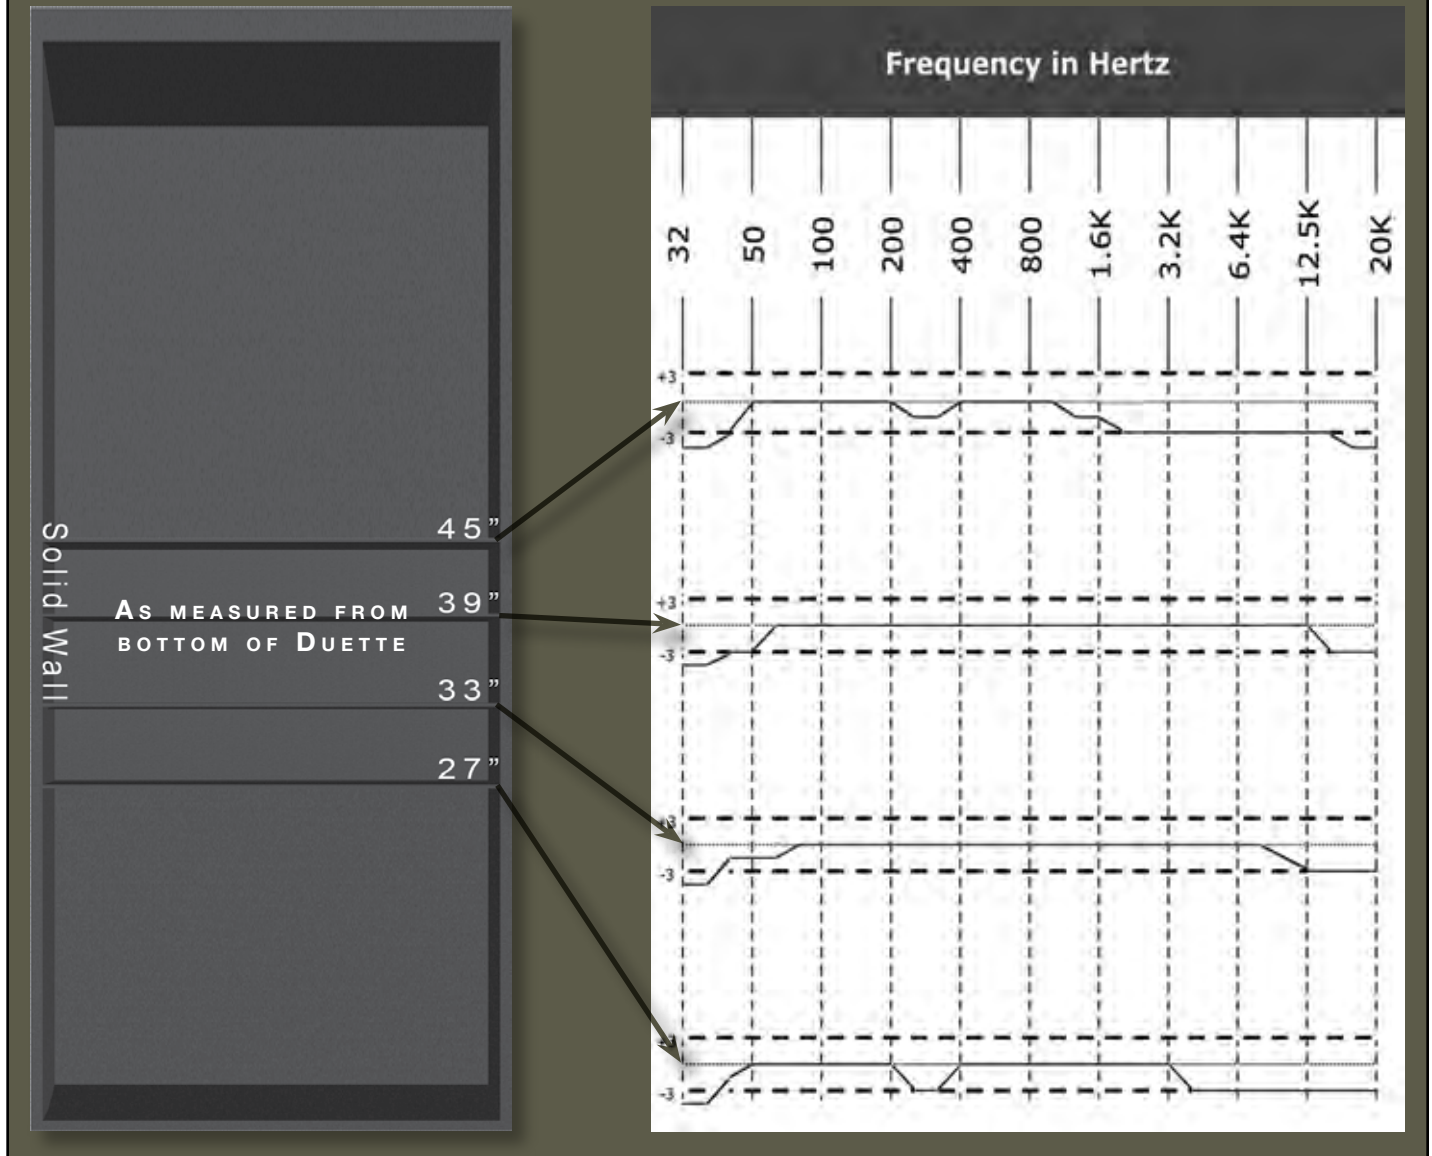 Frequency in Hertz
32 50 100 200 400 800 1.6K 3.2K 6.4K 12.5K 20K
+3
-3
45”
Solid Wall
39”
AS MEASURED FROM
BOTTOM OF DUETTE
+3
-3
33”
27”
+3
-3
-3